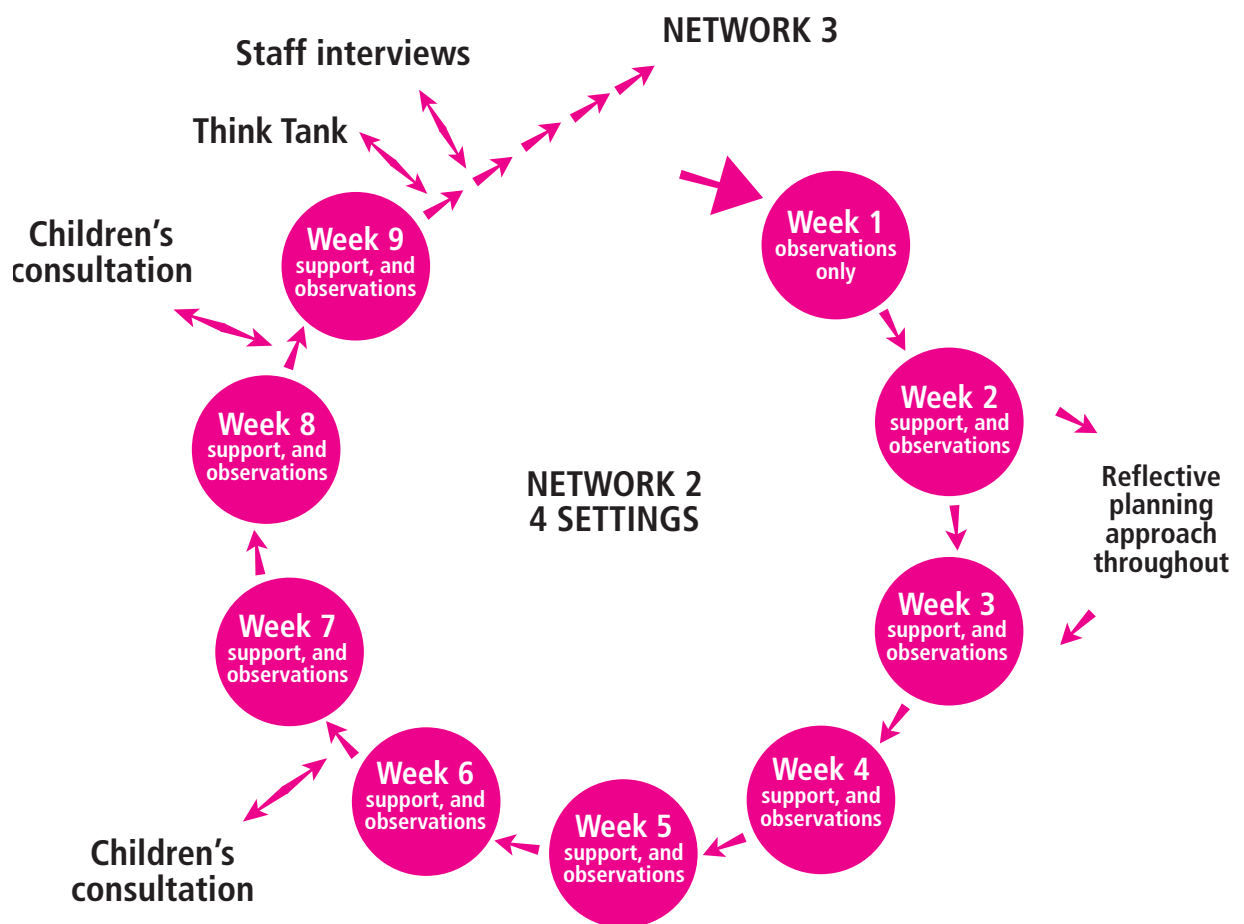 NETWORK 3
Staff interviews
Think Tank
Children's
consultation
Week 9
support, and
observations
Week 1
observations
only
Week 2
support, and
observations
Week 8
support, and
observations
NETWORK 2
4 SETTINGS
Reflective
planning
approach
throughout
Week 3
support, and
observations
Week 7
support, and
observations
Week 4
support, and
observations
Week 6
support, and
observations
Week 5
support, and
observations
Children's
consultation